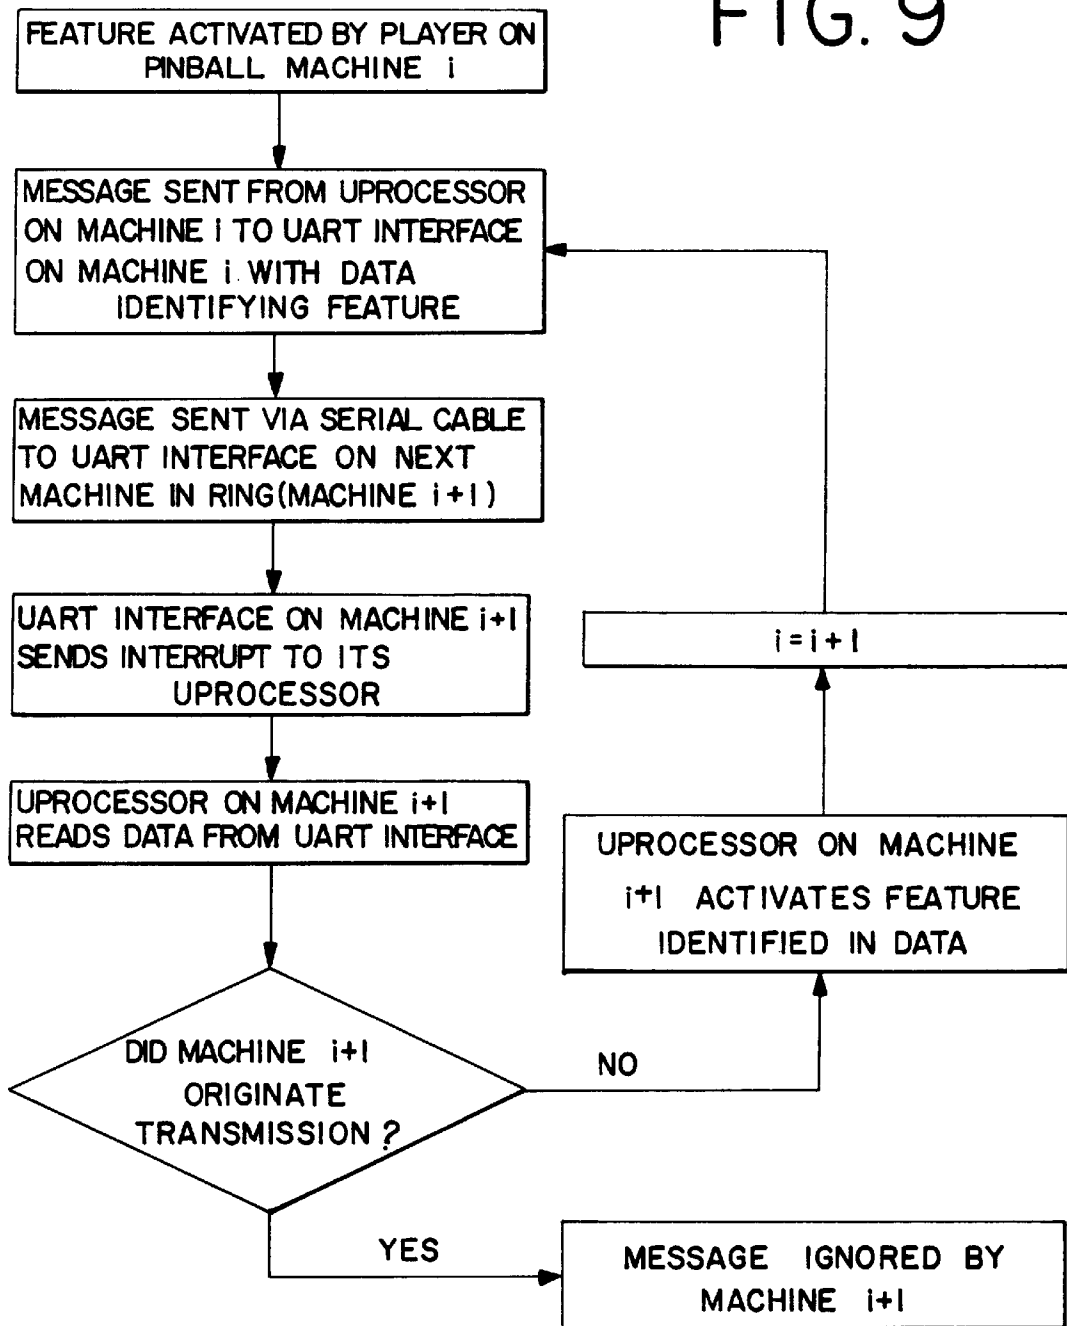 FIG. 9
FEATURE ACTIVATED BY PLAYER ON
PINBALL MACHINE i
MESSAGE SENT FROM UPROCESSOR
ON MACHINE i TO UART INTERFACE
ON MACHINE i WITH DATA
IDENTIFYING FEATURE
MESSAGE SENT VIA SERIAL CABLE
TO UART INTERFACE ON NEXT
MACHINE IN RING (MACHINE i+1)
UART INTERFACE ON MACHINE i+1
SENDS INTERRUPT TO ITS
UPROCESSOR
UPROCESSOR ON MACHINE i+1
READS DATA FROM UART INTERFACE
DID MACHINE i+1
ORIGINATE
TRANSMISSION?
NO
UPROCESSOR ON MACHINE
i+1 ACTIVATES FEATURE
IDENTIFIED IN DATA
i=i+1
YES
MESSAGE IGNORED BY
MACHINE i+1